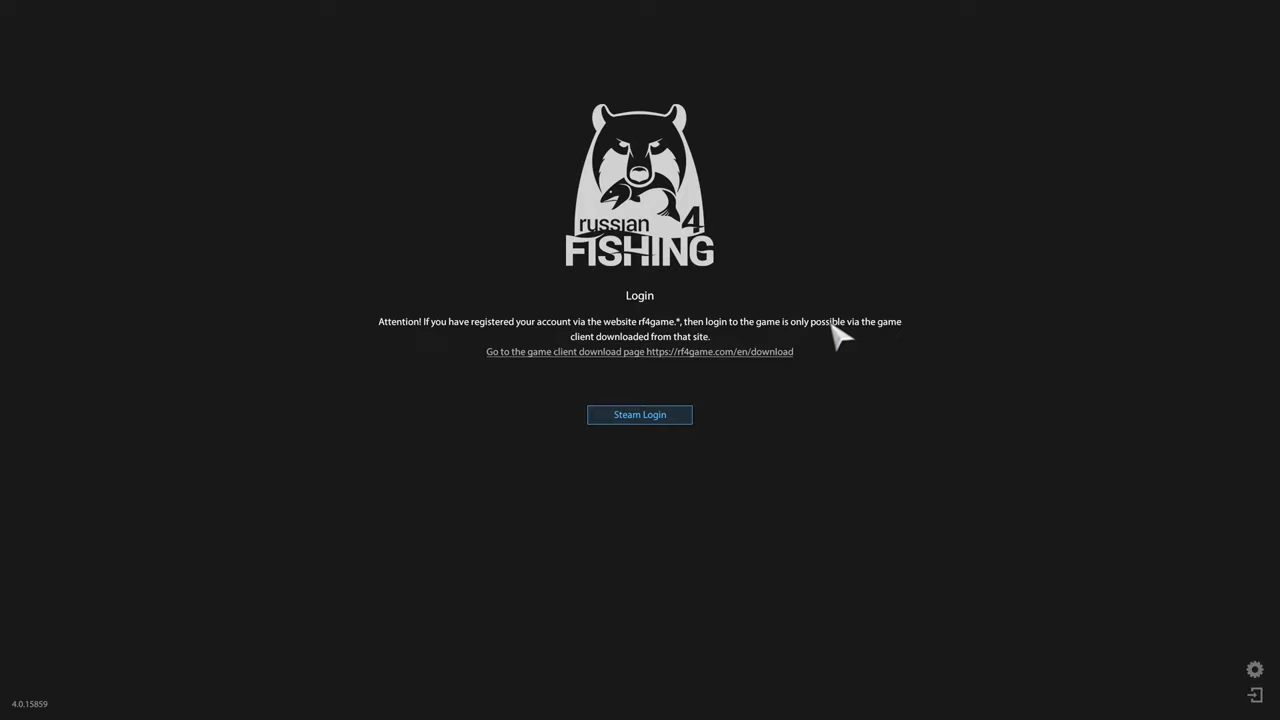 russian 4
FISHING
Login
Attention! If you have registered your account via the website rf4game.*, then login to the game is only possible via the game
client downloaded from that site.
Go to the game client download page https://rf4game.com/en/download
Steam Login
4.0.15859